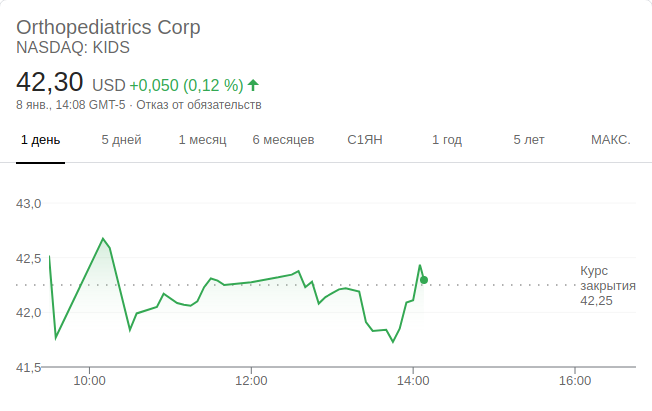 Orthopediatrics Corp
NASDAQ: KIDS
42,30 USD +0,050 (0,12 %)
8 янв., 14:08 GMT-5 · Отказ от обязательств
1 день 5 дней 1 месяц 6 месяцев С1ЯН 1 год 5 лет МАКС.
43,0
42,5
42,0
41,5
Курс
закрытия
42,25
10:00 12:00 14:00 16:00